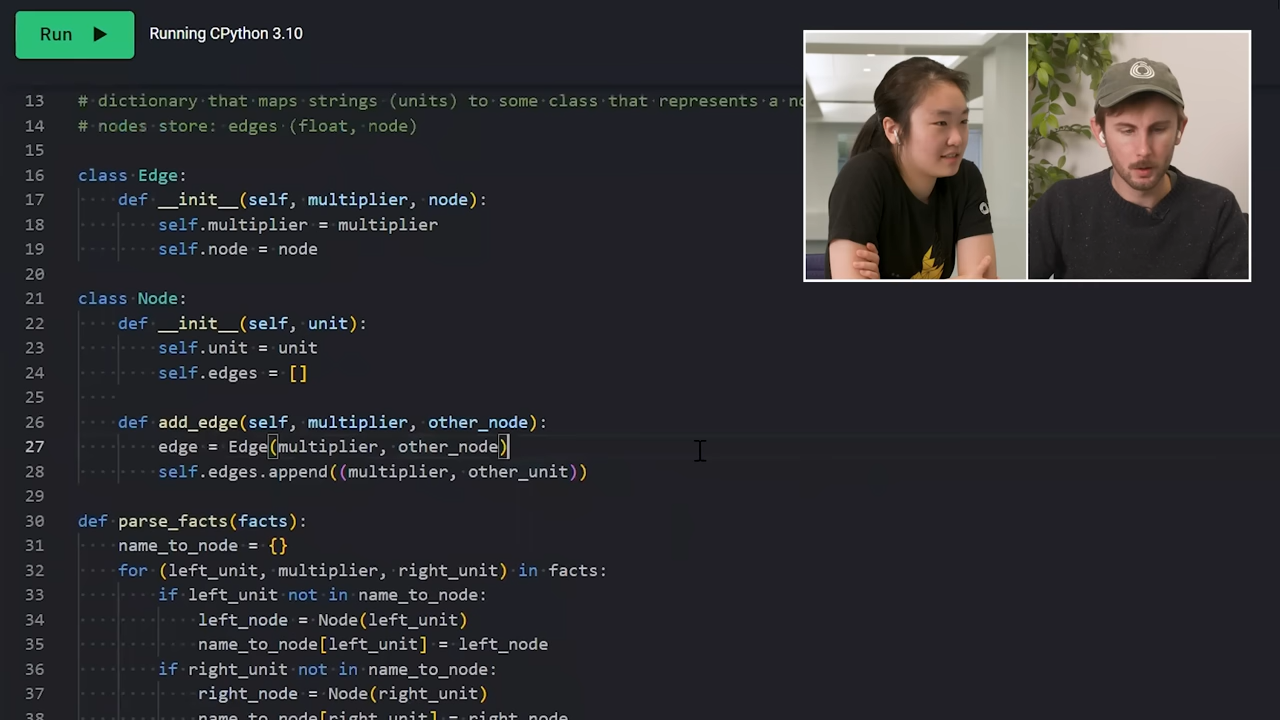 Run
Running CPython 3.10
13 # dictionary that maps strings (units) to some class that represents a
14 # nodes store: edges (float, node)
15
16 class Edge:
17 def __init__(self, multiplier, node):
18 self.multiplier = multiplier
19 self.node = node
20
21 class Node:
22 def __init__(self, unit):
23 self.unit = unit
24 self.edges = []
25
26 def add_edge(self, multiplier, other_node):
27 edge = Edge(multiplier, other_node)
28 self.edges.append((multiplier, other_unit))
29
30 def parse_facts(facts):
31 name_to_node = {}
32 for (left_unit, multiplier, right_unit) in facts:
33 if left_unit not in name_to_node:
34 left_node = Node(left_unit)
35 name_to_node[left_unit] = left_node
36 if right_unit not in name_to_node:
37 right_node = Node(right_unit)
38 name_to_node[right_unit] = right_node